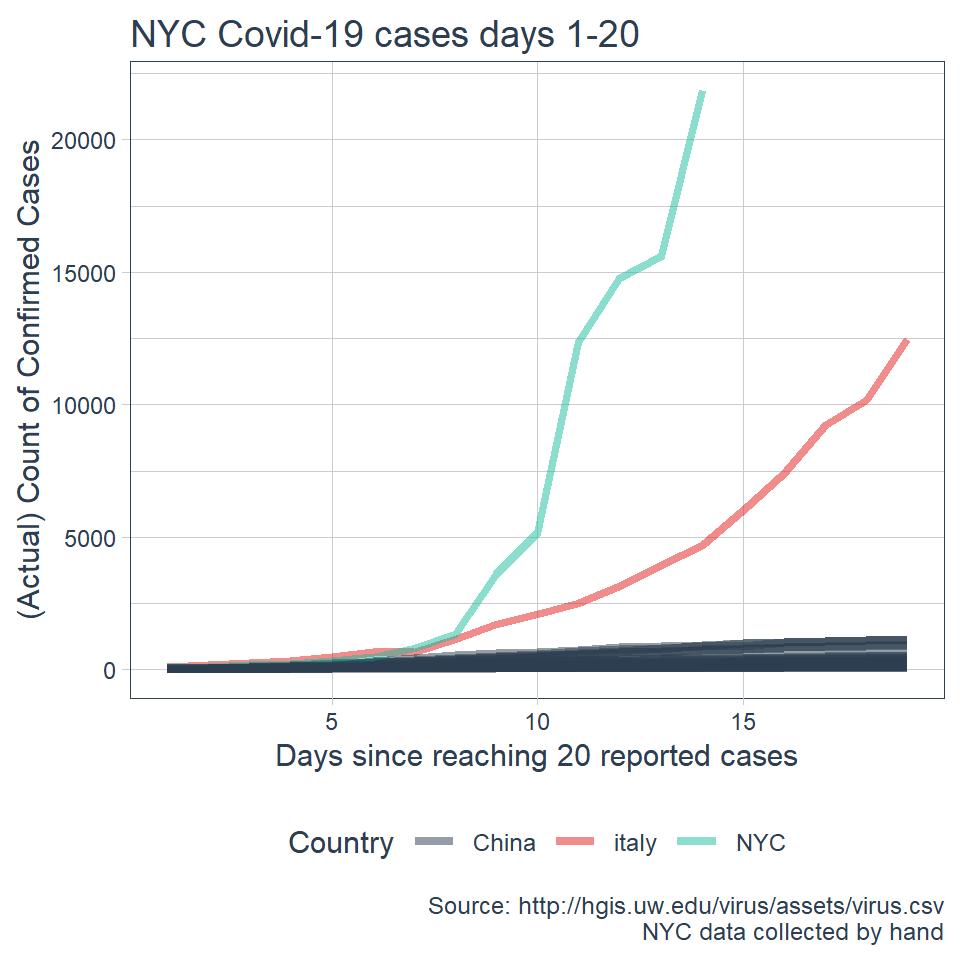 NYC Covid-19 cases days 1-20
(Actual) Count of Confirmed Cases
20000
15000
10000
5000
0
5 10 15
Days since reaching 20 reported cases
Country China italy NYC
Source: http://hgis.uw.edu/virus/assets/virus.csv
NYC data collected by hand